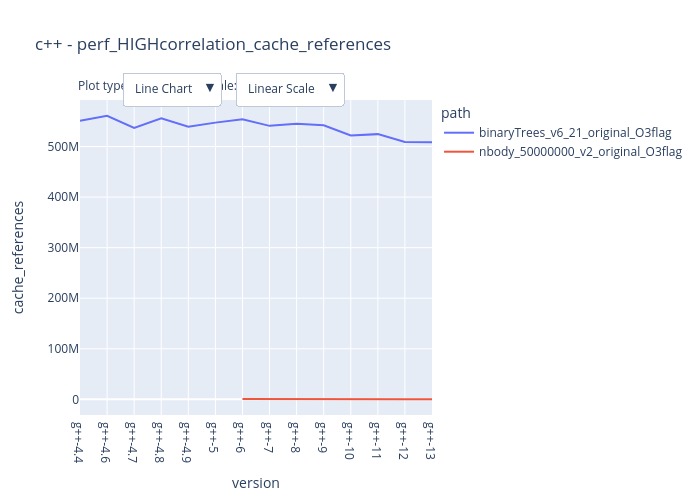 c++ - perf_HIGHcorrelation_cache_references
Plot type
Line Chart ▼
ale:
Linear Scale ▼
path
binaryTrees_v6_21_original_O3flag
nbody_50000000_v2_original_O3flag
cache_references
500M
400M
300M
200M
100M
0
g++-4.4
g++-4.6
g++-4.7
g++-4.8
g++-4.9
g++-5
g++-6
g++-7
g++-8
g++-9
g++-10
g++-11
g++-12
g++-13
version